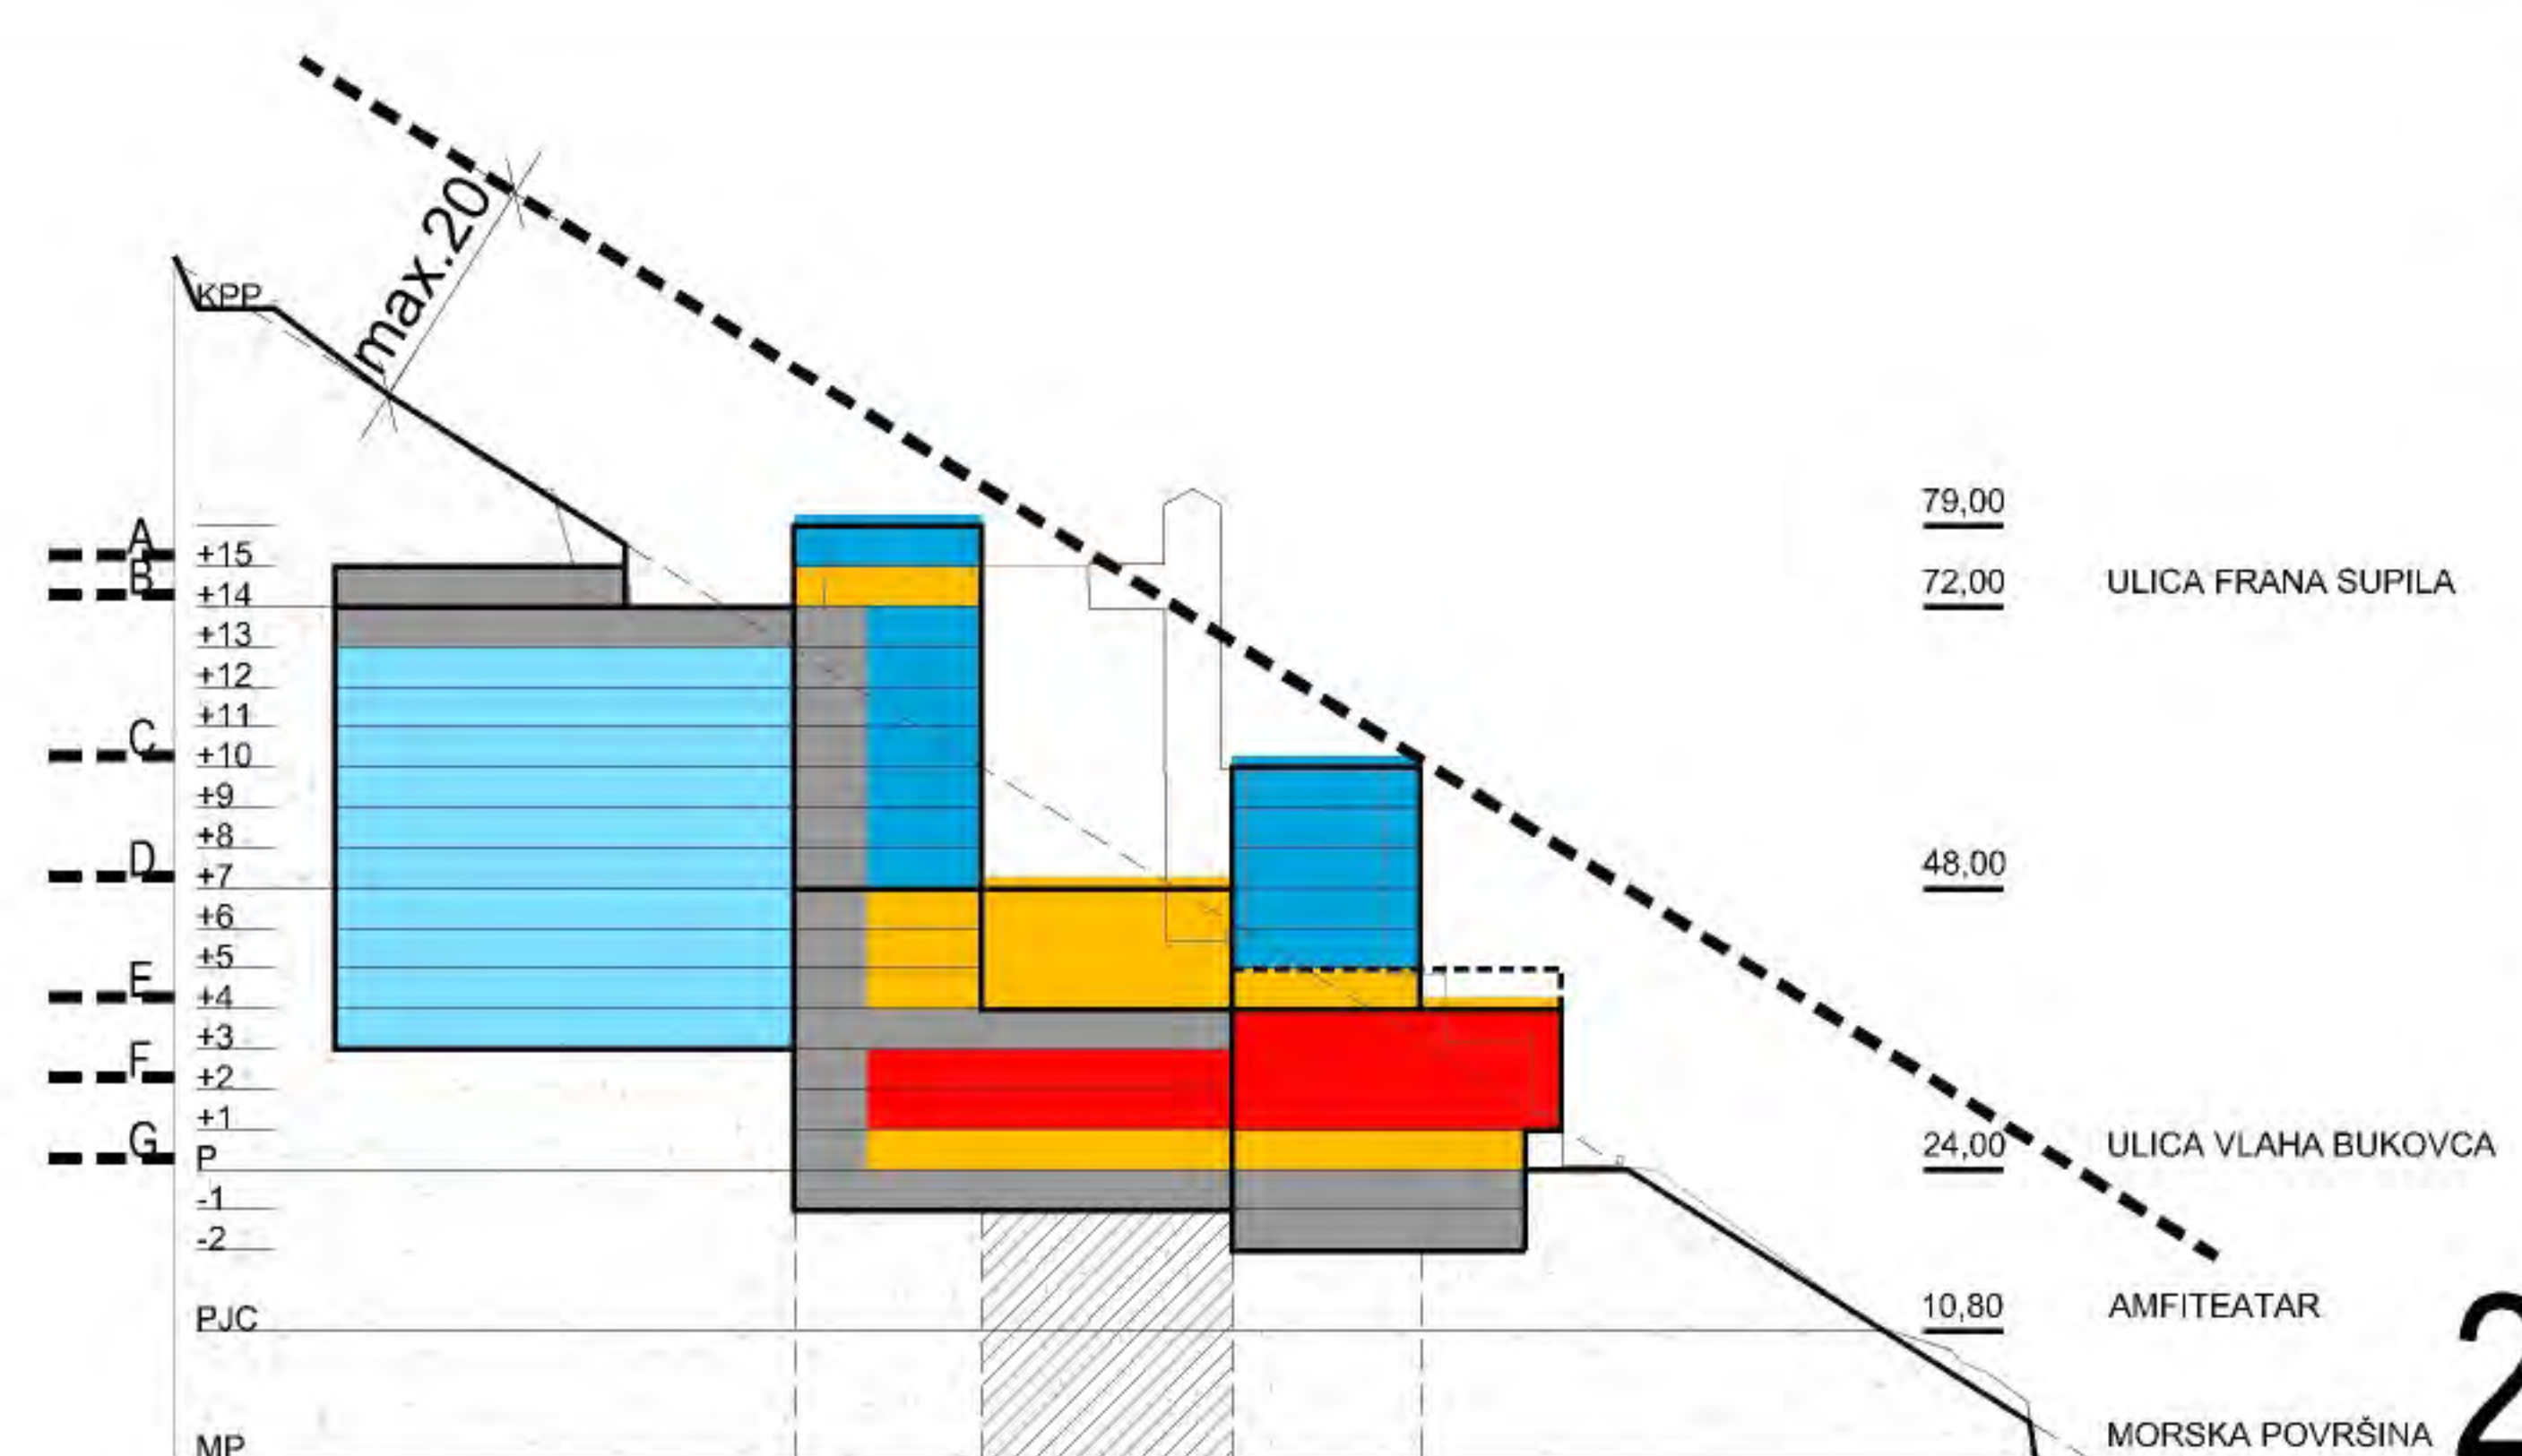 max.20
KPP
79,00
A
+15
B
+14
72,00 ULICA FRANA SUPILA
+13
+12
+11
C
+10
+9
+8
D
+7
48,00
+6
+5
E
+4
+3
F
+2
+1
G
P
24,00 ULICA VLAHA BUKOVCA
-1
-2
PJC
10,80 AMFITEATAR
2
MP
MORSKA POVRŠINA